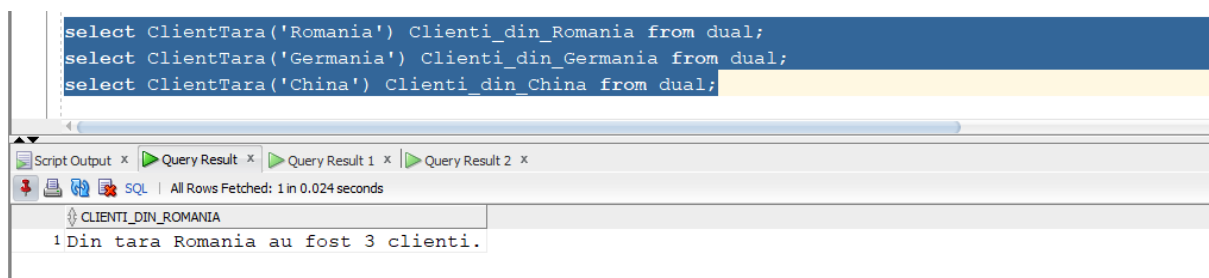 select ClientTara('Romania') Clienti_din_Romania from dual;
select ClientTara('Germania') Clienti_din_Germania from dual;
select ClientTara('China') Clienti_din_China from dual;
Script Output x Query Result x Query Result 1 x Query Result 2 x
SQL | All Rows Fetched: 1 in 0.024 seconds
CLIENTI_DIN_ROMANIA
1 Din tara Romania au fost 3 clienti.